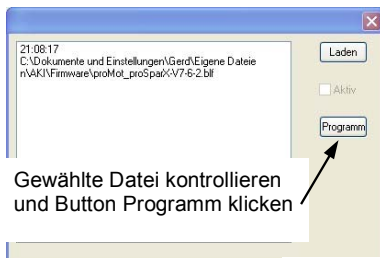 21:08:17
C:\Dokumente und Einstellungen\Gerd\Eigene Dateie
n\AKI\Firmware\proMot_proSparX-V7-6-2.blf
Laden
Aktiv
Programm
Gewählte Datei kontrollieren
und Button Programm klicken